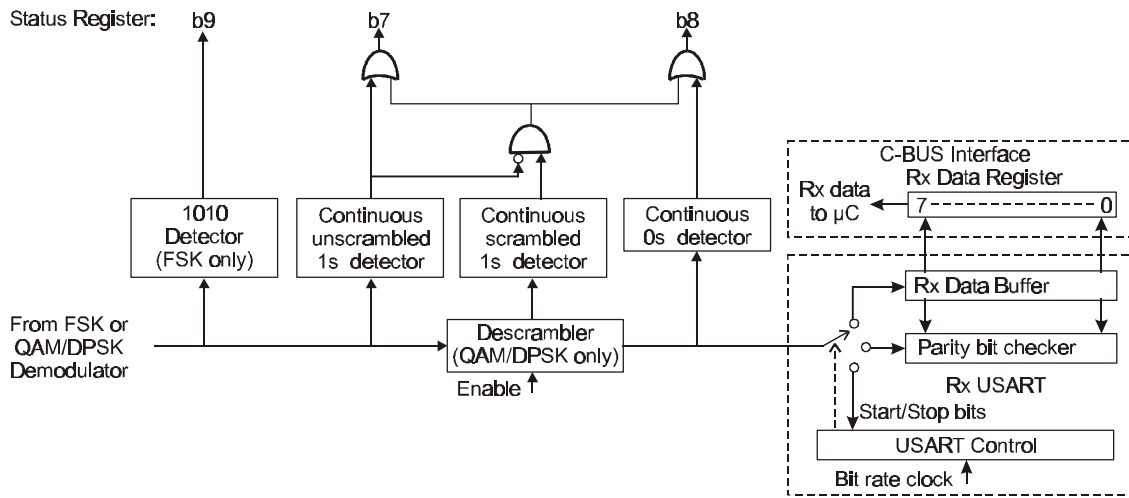 Status Register: b9 b7 b8
C-BUS Interface
Rx Data Register
Rx data
to µC
7 0
1010
Detector
(FSK only)
Continuous
unscrambled
1s detector
Continuous
scrambled
1s detector
Continuous
0s detector
Rx Data Buffer
From FSK or
QAM/DPSK
Demodulator
Descrambler
(QAM/DPSK only)
Enable
Parity bit checker
Rx USART
Start/Stop bits
USART Control
Bit rate clock